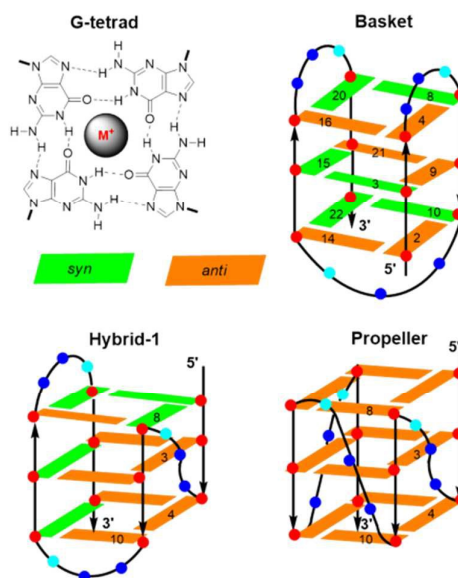 G-tetrad
N
N
H
N
H
N
N
N
N
O
H
N
N
N
H
N
H
O
M⁺
O
H
N
H
N
H
N
N
N
H
O
N
N
N
N
H
N
H
N
N
syn
anti
Basket
20
8
16
4
21
15
9
3
22
10
3'
14
2
5'
Hybrid-1
5'
8
3
4
3'
10
Propeller
5'
8
3
4
3'
10